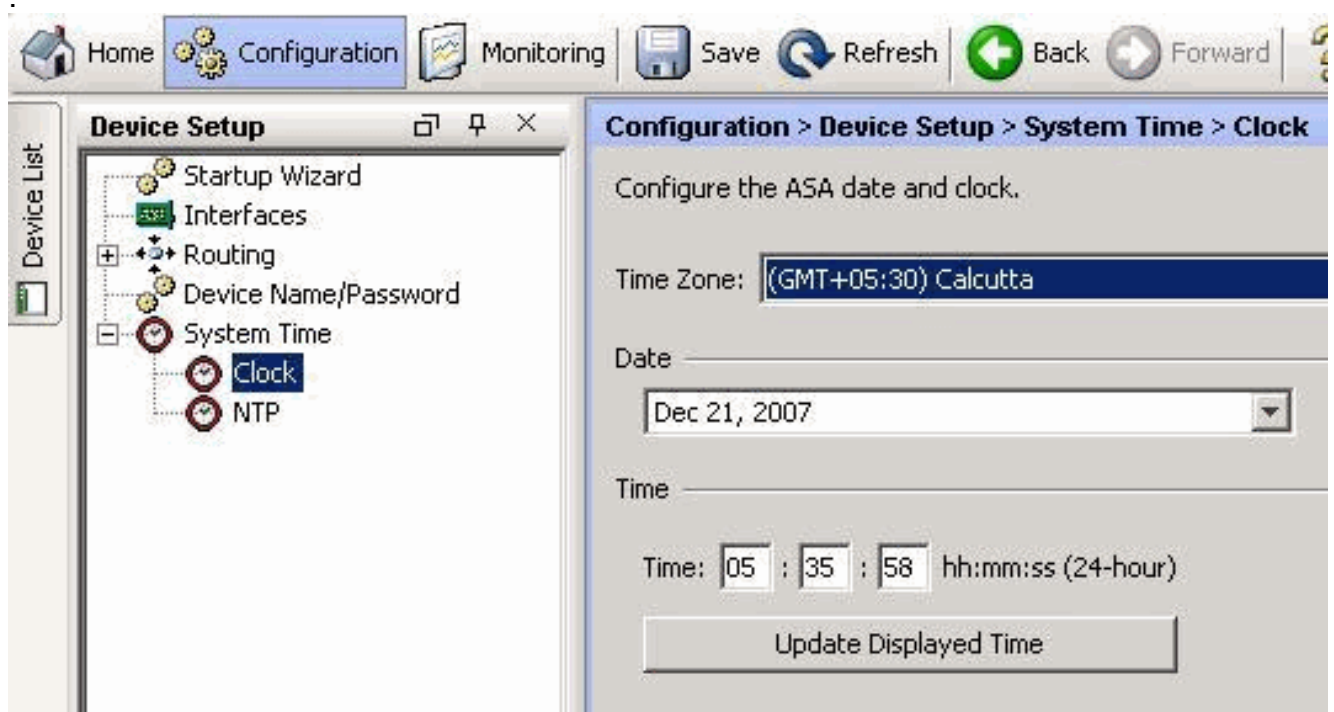 Home Configuration Monitoring Save Refresh Back Forward
Device List
Device Setup
Startup Wizard
Interfaces
Routing
Device Name/Password
System Time
Clock
NTP
Configuration > Device Setup > System Time > Clock
Configure the ASA date and clock.
Time Zone: (GMT+05:30) Calcutta
Date
Dec 21, 2007
Time
Time: 05 : 35 : 58 hh:mm:ss (24-hour)
Update Displayed Time